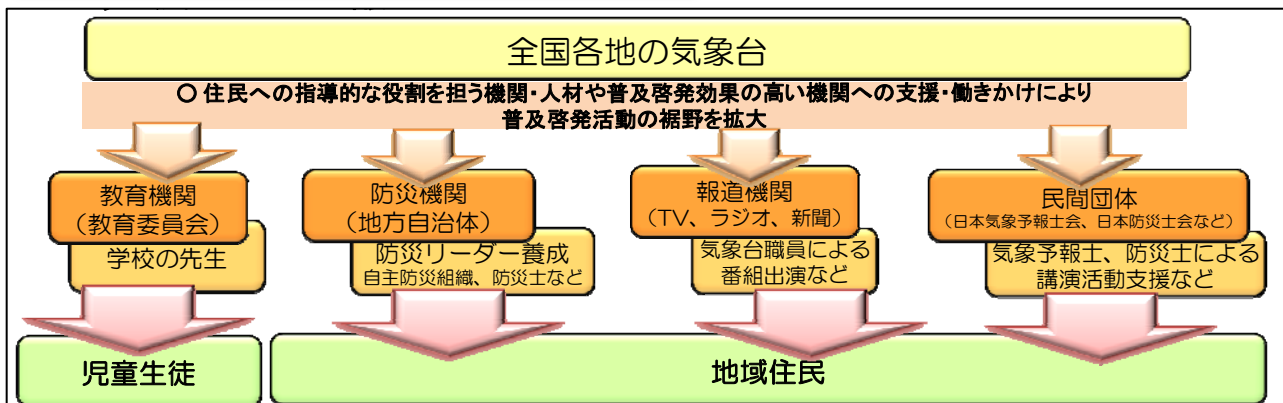 全国各地の気象台
○住民への指導的な役割を担う機関・人材や普及啓発効果の高い機関への支援・働きかけにより
普及啓発活動の裾野を拡大
教育機関
(教育委員会)
学校の先生
防災機関
(地方自治体)
防災リーダー養成
自主防災組織、防災士など
報道機関
(TV、ラジオ、新聞)
気象台職員による
番組出演など
民間団体
(日本気象予報士会、日本防災士会など)
気象予報士、防災士による
講演活動支援など
児童生徒
地域住民